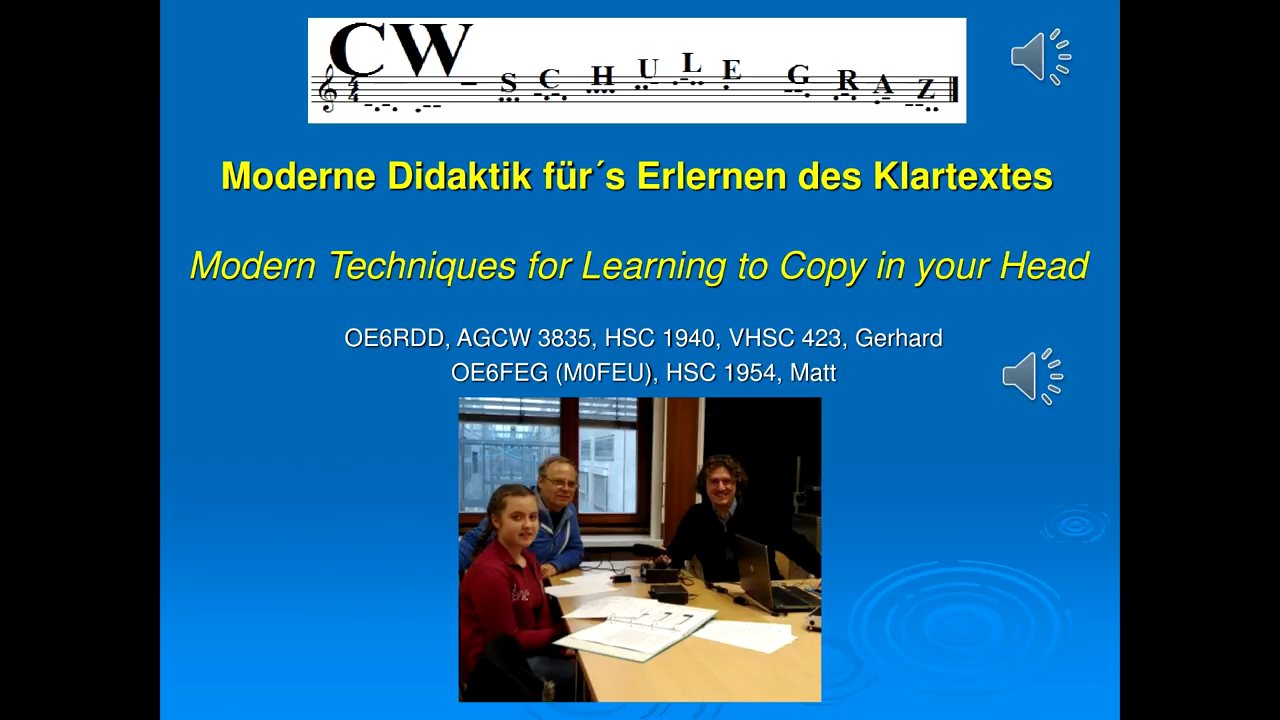 CW - SCHULE GRAZ
Moderne Didaktik für´s Erlernen des Klartextes
Modern Techniques for Learning to Copy in your Head
OE6RDD, AGCW 3835, HSC 1940, VHSC 423, Gerhard
OE6FEG (M0FEU), HSC 1954, Matt